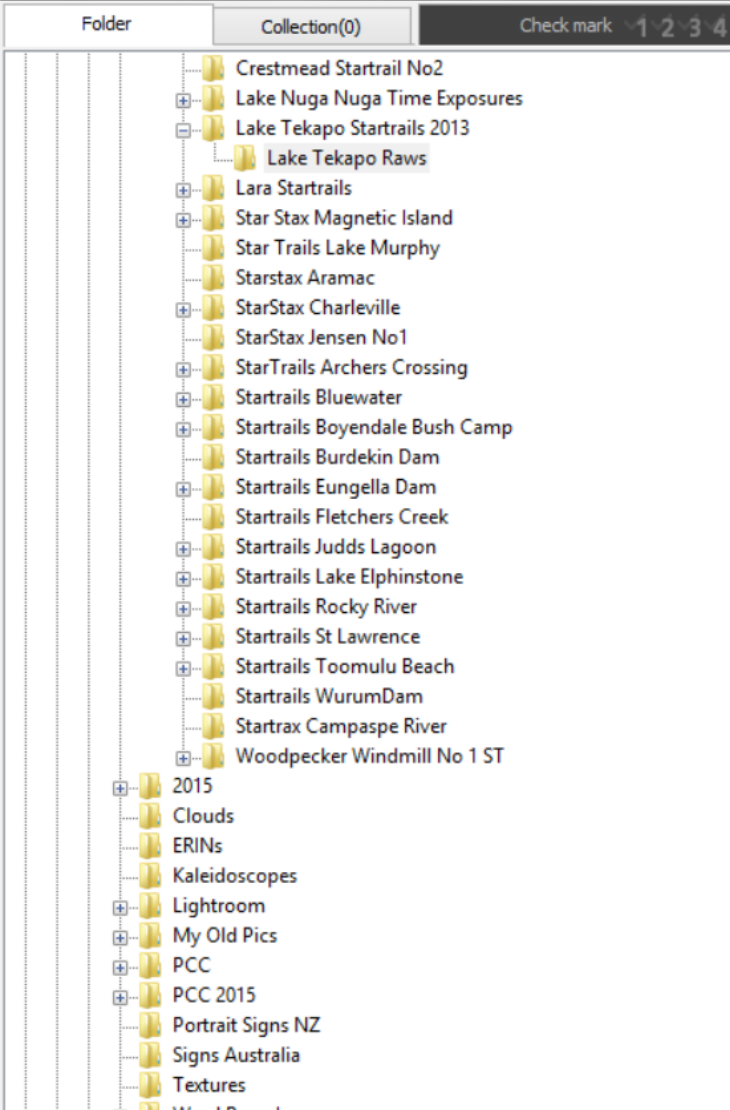 Folder
Collection(0)
Check mark 1 2 3 4
Crestmead Startrail No2
Lake Nuga Nuga Time Exposures
Lake Tekapo Startrails 2013
Lake Tekapo Raws
Lara Startrails
Star Stax Magnetic Island
Star Trails Lake Murphy
Starstax Aramac
StarStax Charleville
StarStax Jensen No1
StarTrails Archers Crossing
Startrails Bluewater
Startrails Boyendale Bush Camp
Startrails Burdekin Dam
Startrails Eungella Dam
Startrails Fletchers Creek
Startrails Judds Lagoon
Startrails Lake Elphinstone
Startrails Rocky River
Startrails St Lawrence
Startrails Toomulu Beach
Startrails WurumDam
Startrax Campaspe River
Woodpecker Windmill No 1 ST
2015
Clouds
ERINs
Kaleidoscopes
Lightroom
My Old Pics
PCC
PCC 2015
Portrait Signs NZ
Signs Australia
Textures